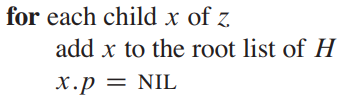 for each child x of z
add x to the root list of H
x.p = NIL